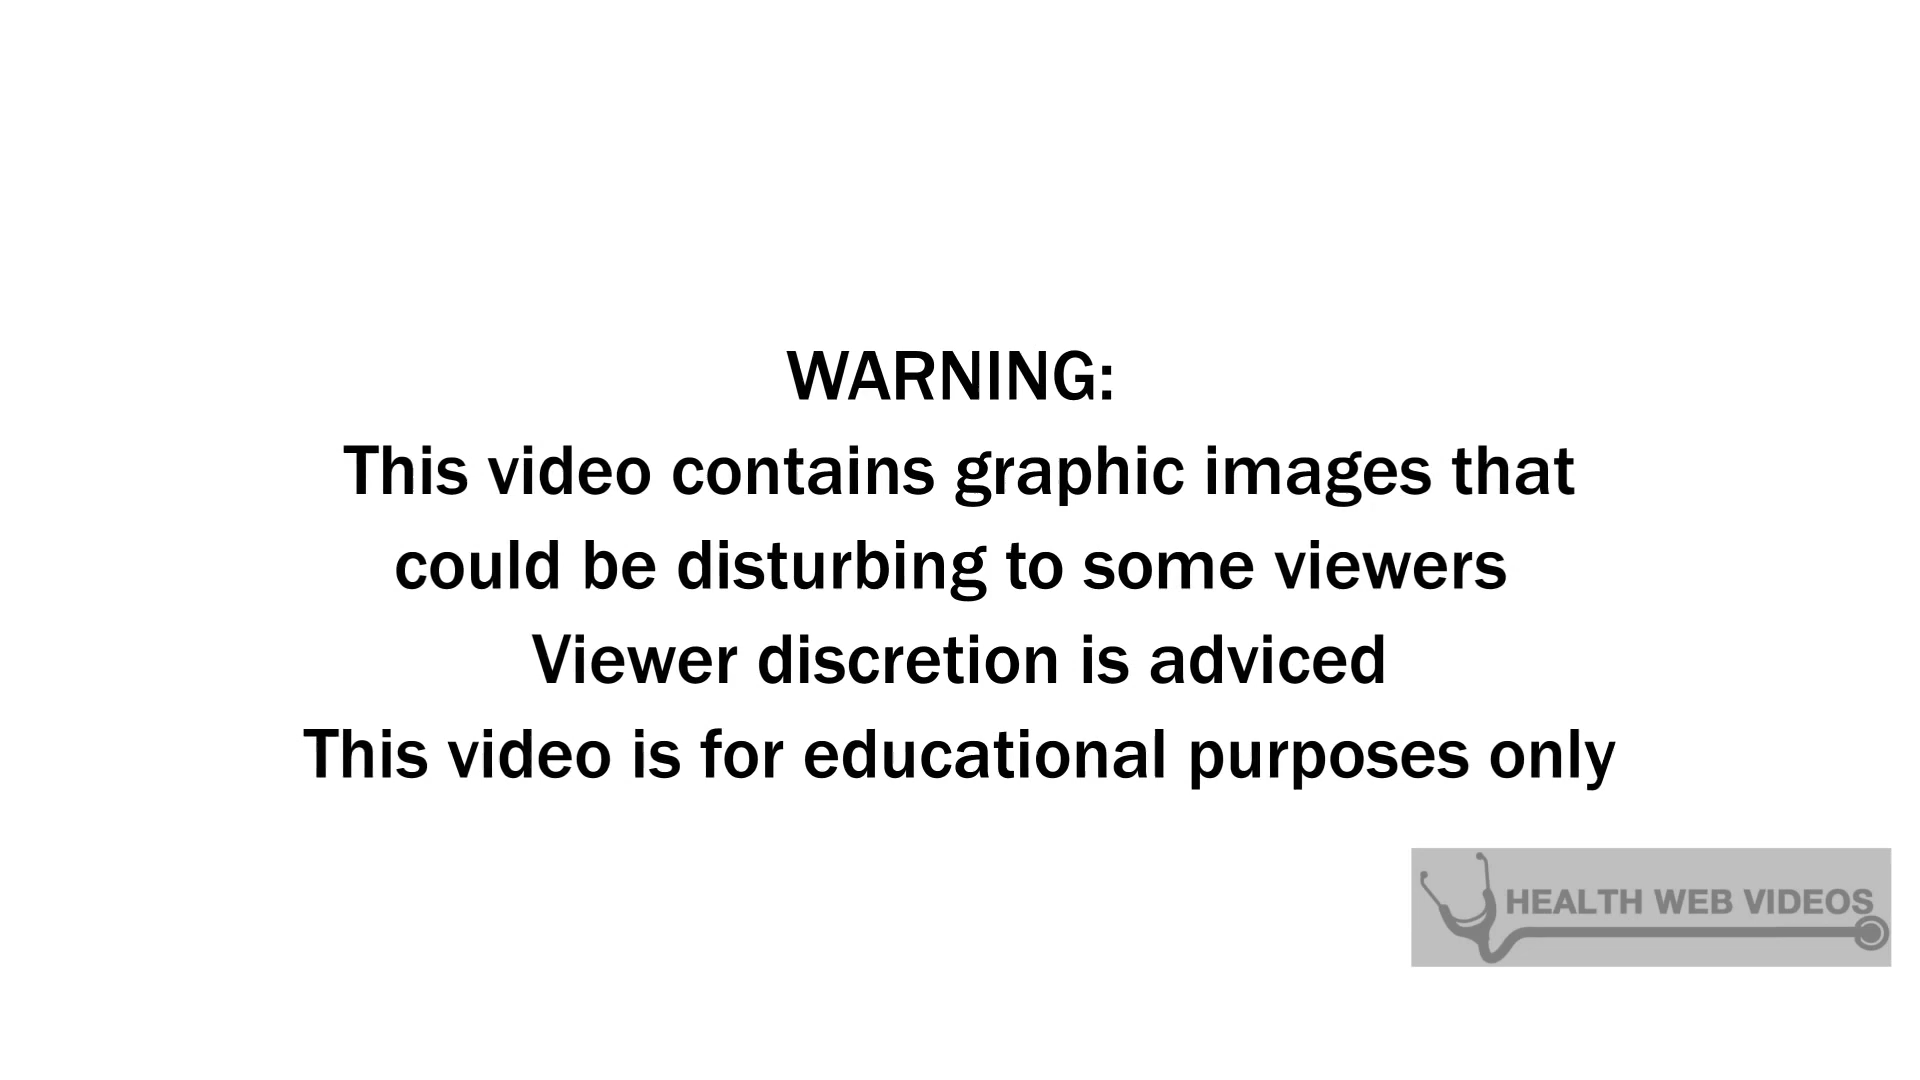 WARNING:
This video contains graphic images that
could be disturbing to some viewers
Viewer discretion is adviced
This video is for educational purposes only
HEALTH WEB VIDEOS